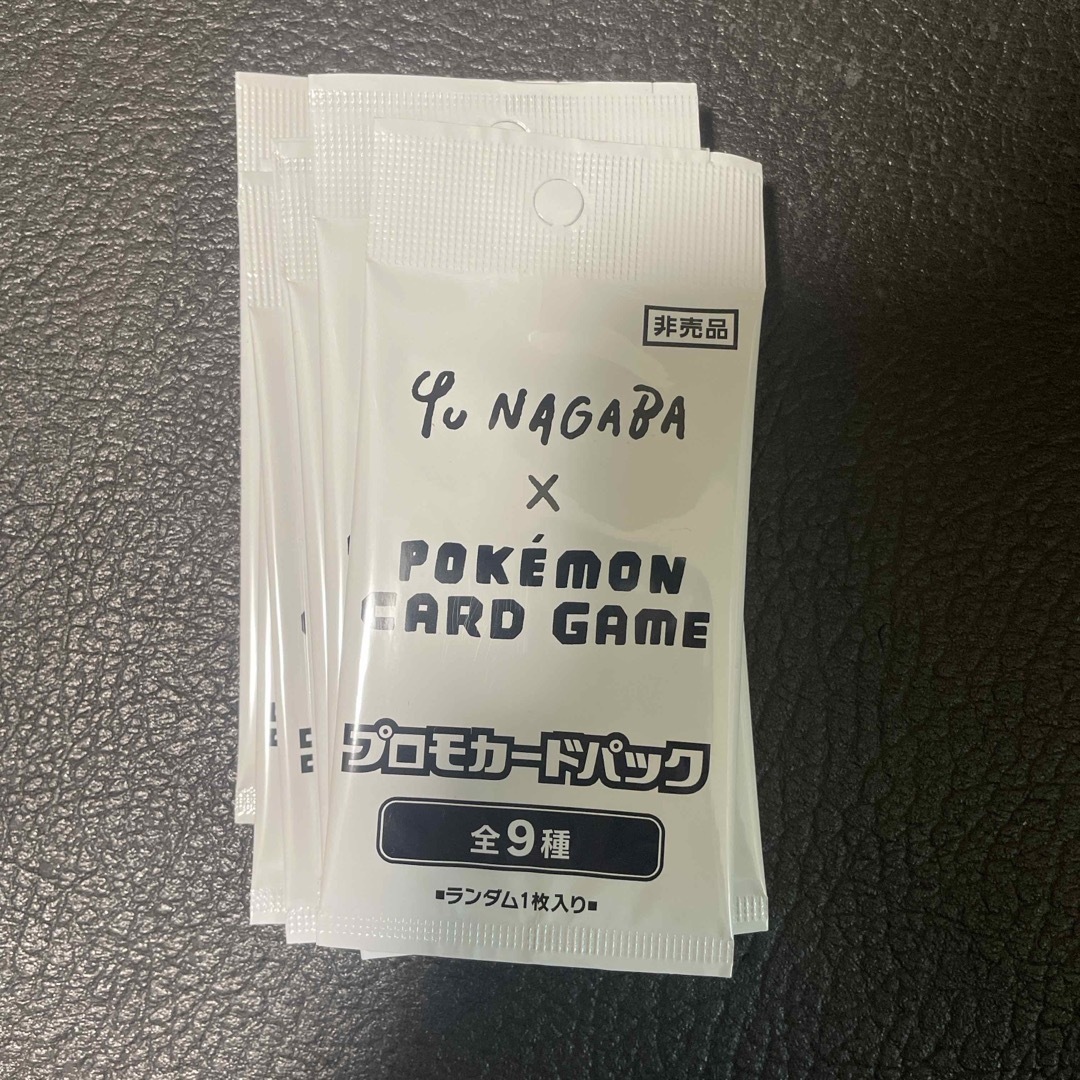 非売品
Yu NAGABA
×
POKÉMON
CARD GAME
プロモカードパック
全9種
■ランダム1枚入り■